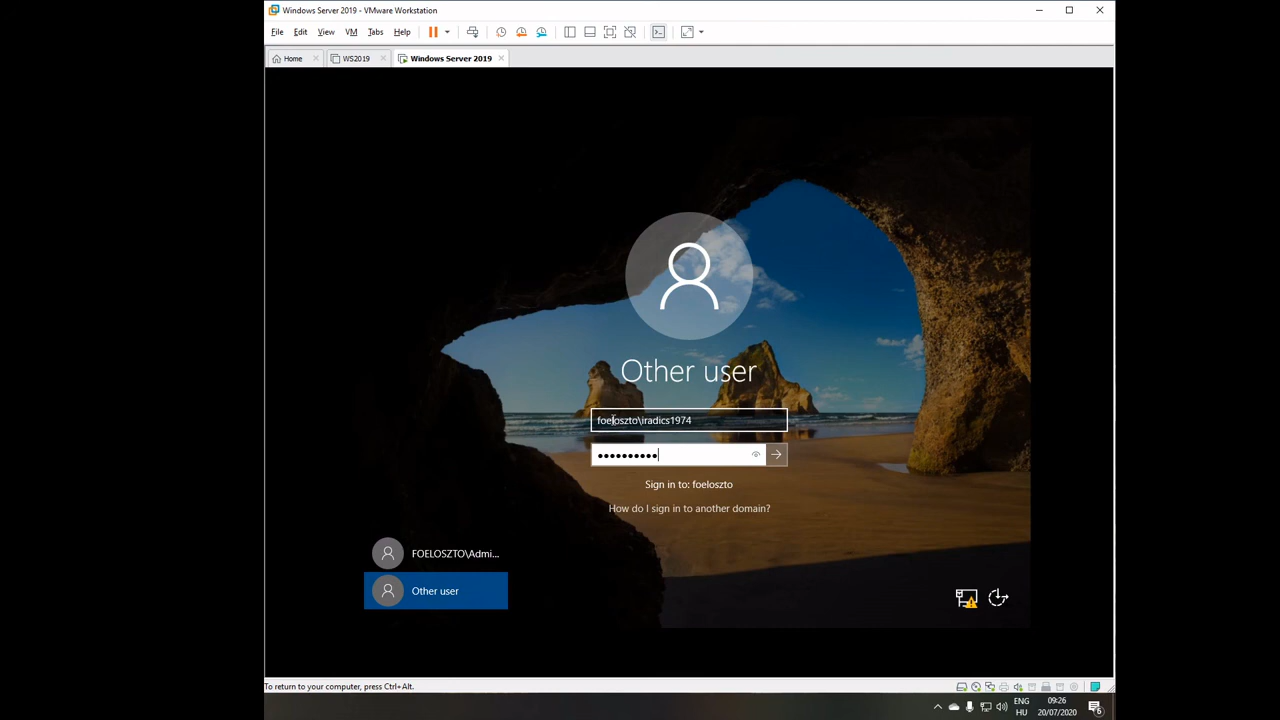 Windows Server 2019 - VMware Workstation
File Edit View VM Tabs Help
Home WS2019 Windows Server 2019
Other user
foeloszto\iradics1974
●●●●●●●●●●
Sign in to: foeloszto
How do I sign in to another domain?
FOELOSZTO\Admi...
Other user
To return to your computer, press Ctrl+Alt.
ENG 09:26
HU 20/07/2020
6